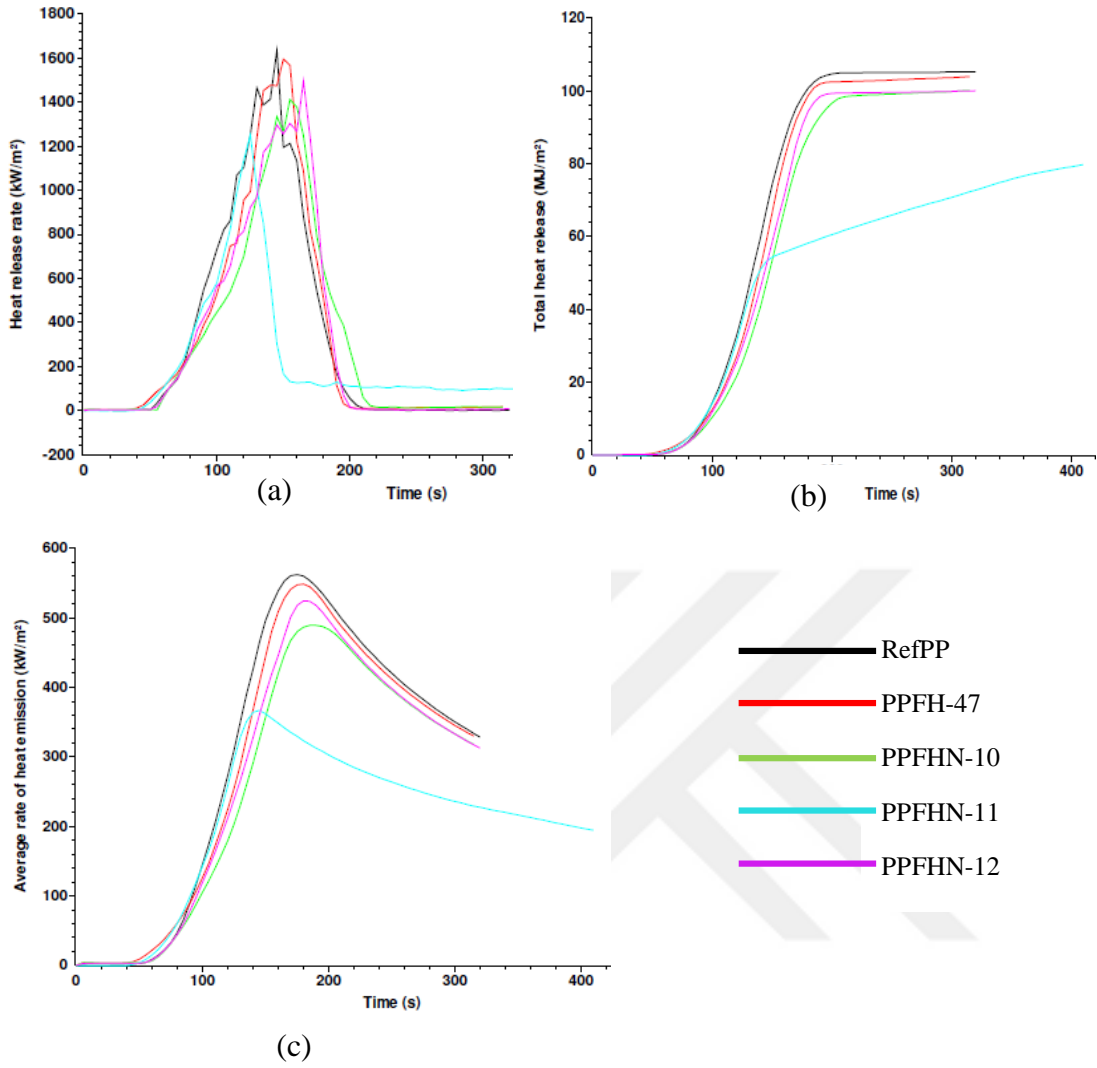 1800
1600
1400
1200
1000
800
600
400
200
0
-200
Heat release rate (kW/m²)
0
100
200
300
Time (s)
(a)
120
100
80
60
40
20
0
Total heat release (MJ/m²)
0
100
200
300
400
Time (s)
(b)
600
500
400
300
200
100
0
Average rate of heat emission (kW/m²)
0
100
200
300
400
Time (s)
(c)
RefPP
PPFH-47
PPFHN-10
PPFHN-11
PPFHN-12